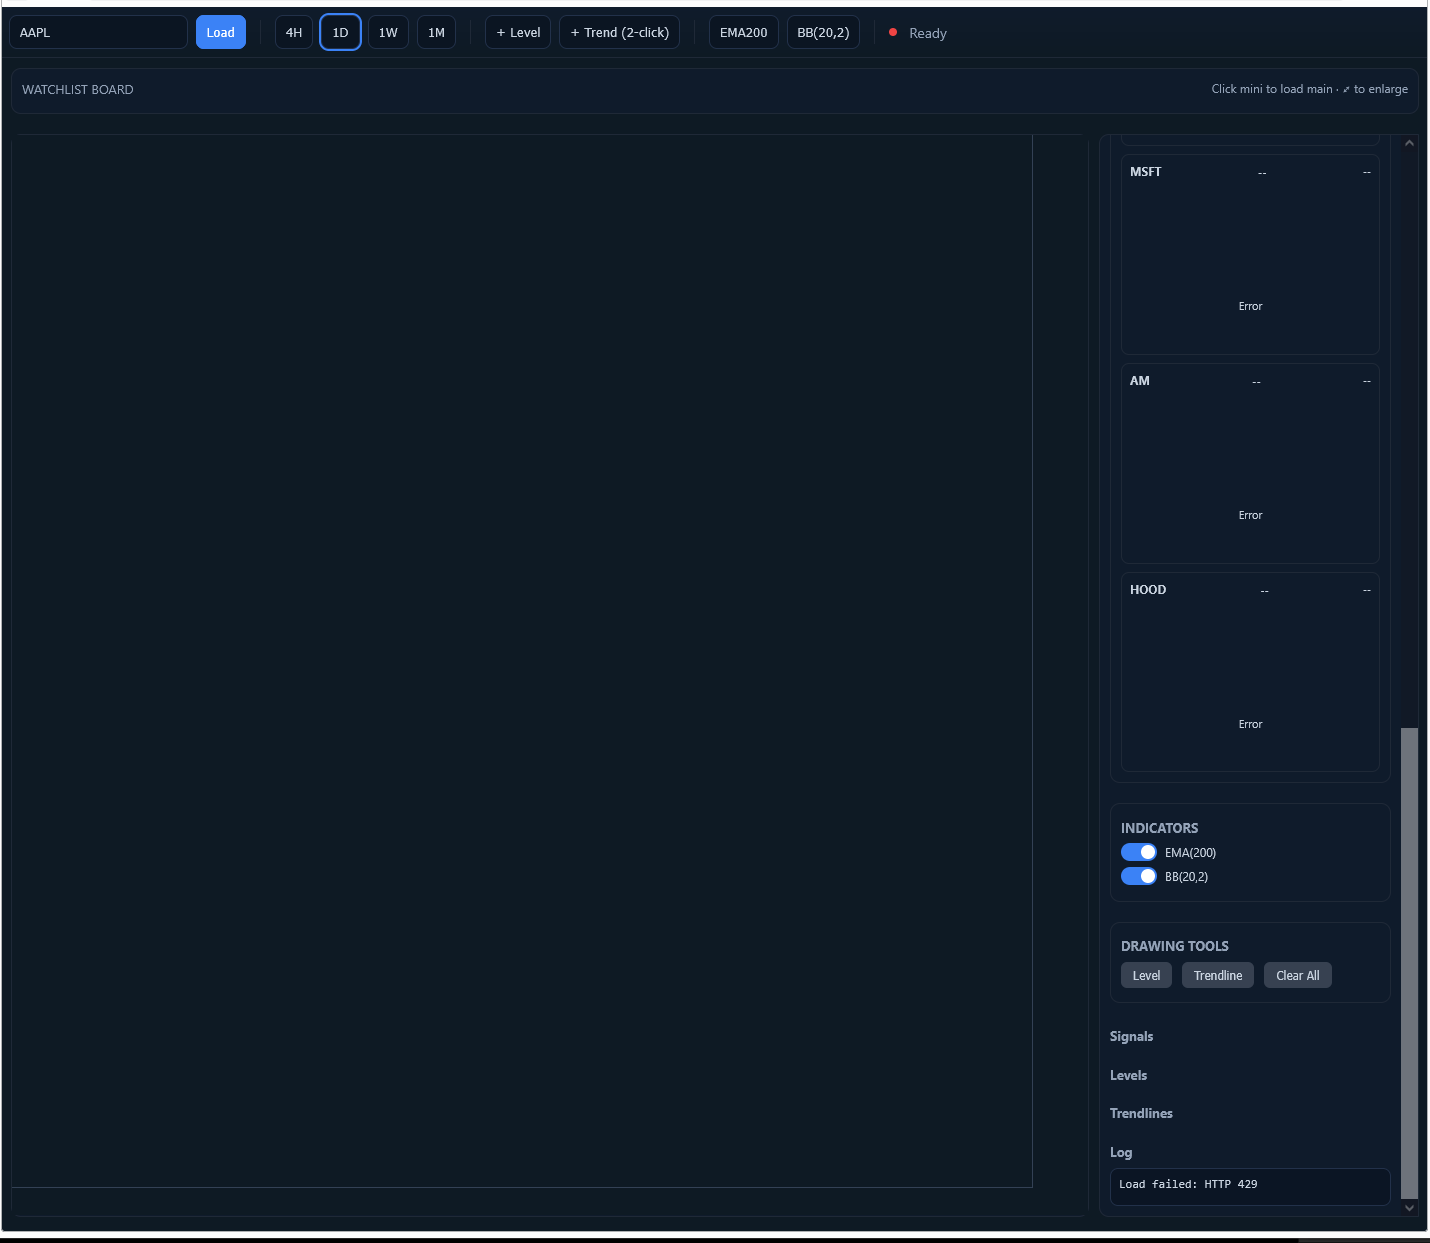 AAPL
Load
4H
1D
1W
1M
+ Level
+ Trend (2-click)
EMA200
BB(20,2)
Ready
WATCHLIST BOARD
Click mini to load main · ⤢ to enlarge
MSFT -- --
Error
AM -- --
Error
HOOD -- --
Error
INDICATORS
EMA(200)
BB(20,2)
DRAWING TOOLS
Level
Trendline
Clear All
Signals
Levels
Trendlines
Log
Load failed: HTTP 429